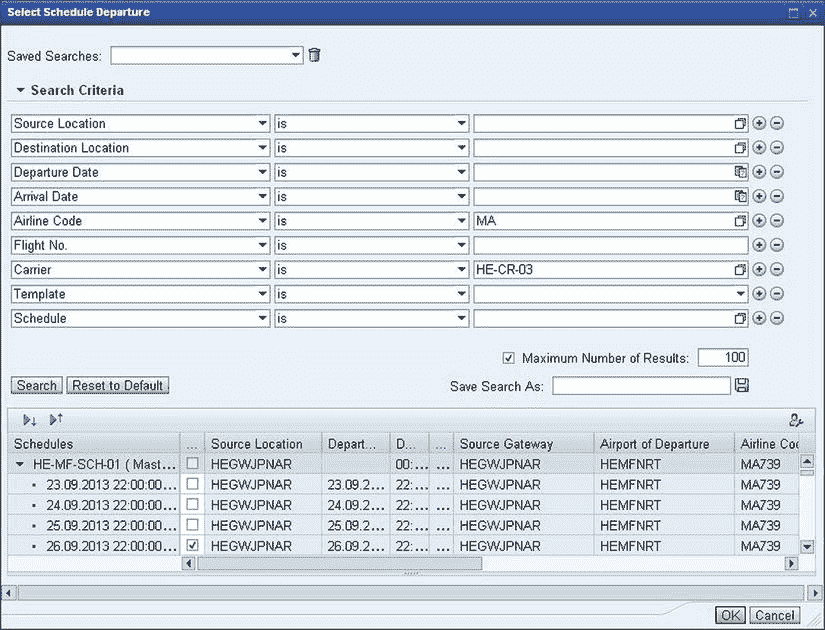 Select Schedule Departure
Saved Searches:
Search Criteria
Source Location is
Destination Location is
Departure Date is
Arrival Date is
Airline Code is MA
Flight No. is
Carrier is HE-CR-03
Template is
Schedule is
Maximum Number of Results: 100
Search Reset to Default Save Search As:
Schedules ... Source Location Depart... D... ... Source Gateway Airport of Departure Airline Co
HE-MF-SCH-01 ( Mast... HEGWJPNAR 00:... ... HEGWJPNAR HEMFNRT MA739
23.09.2013 22:00:00... HEGWJPNAR 23.09.2... 22:... ... HEGWJPNAR HEMFNRT MA739
24.09.2013 22:00:00... HEGWJPNAR 24.09.2... 22:... ... HEGWJPNAR HEMFNRT MA739
25.09.2013 22:00:00... HEGWJPNAR 25.09.2... 22:... ... HEGWJPNAR HEMFNRT MA739
26.09.2013 22:00:00... HEGWJPNAR 26.09.2... 22:... ... HEGWJPNAR HEMFNRT MA739
OK Cancel